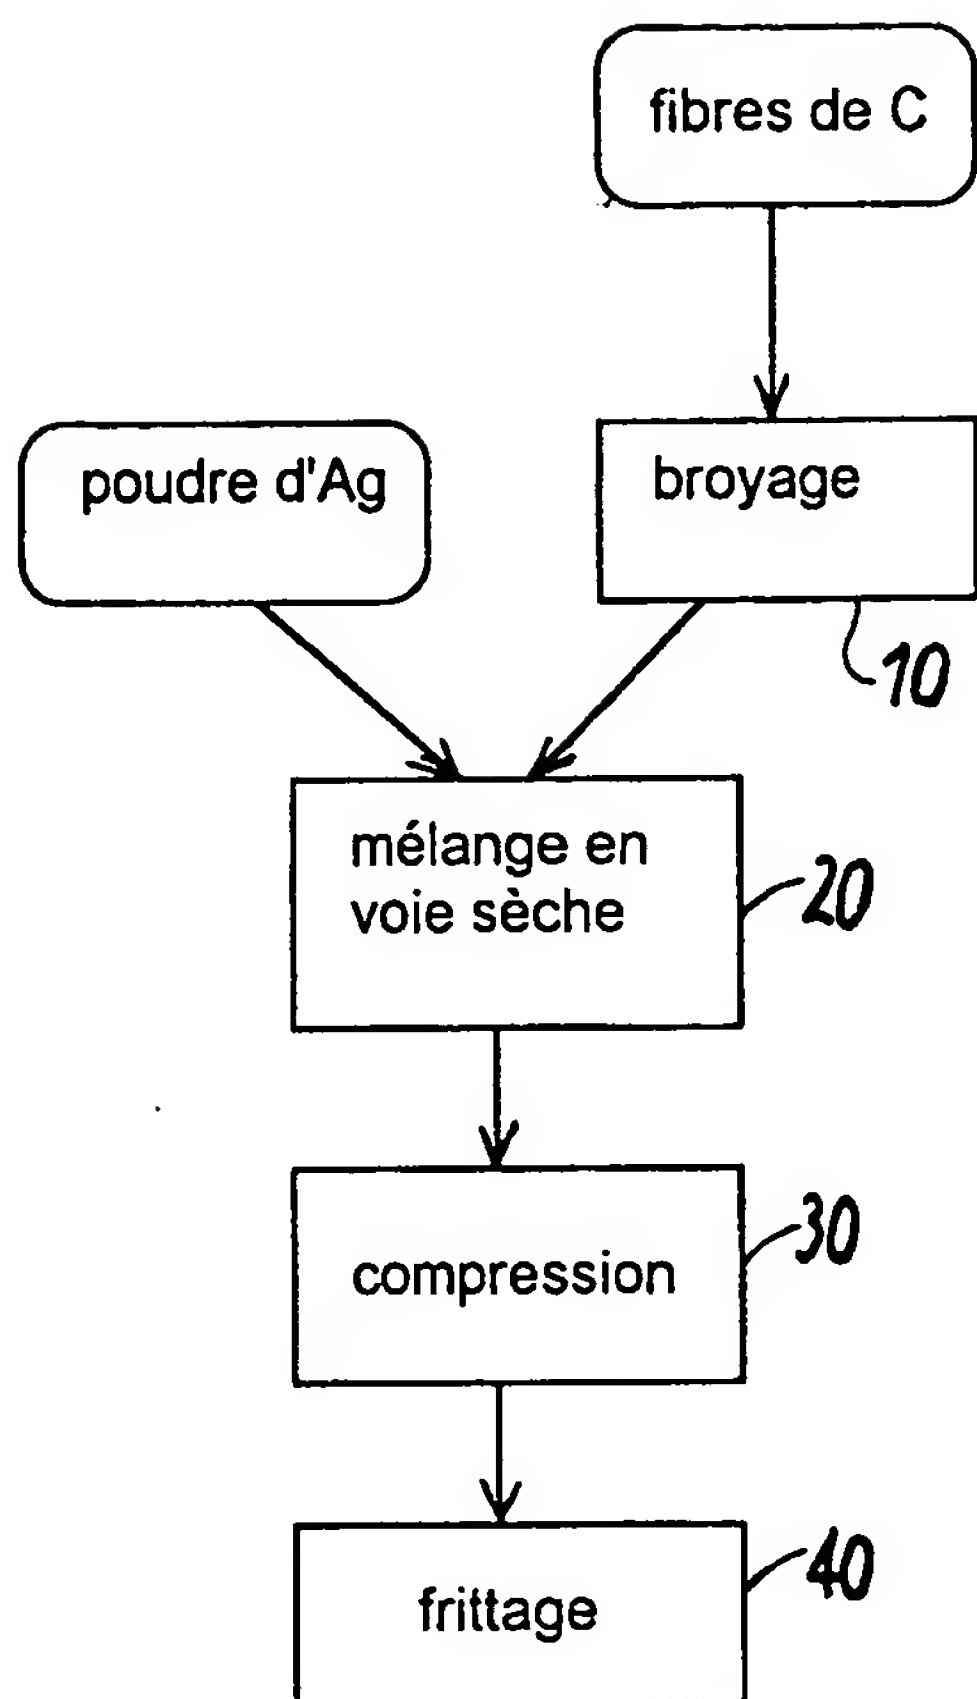 fibres de C
poudre d'Ag
broyage
10
mélange en
voie sèche
20
compression
30
frittage
40